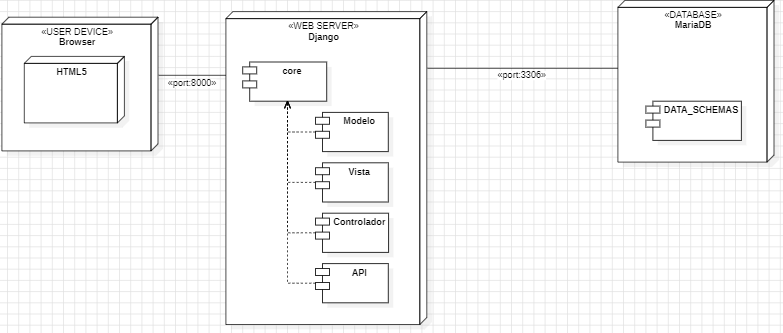 «USER DEVICE»
Browser
HTML5
«port:8000»
«WEB SERVER»
Django
core
Modelo
Vista
Controlador
API
«port:3306»
«DATABASE»
MariaDB
DATA_SCHEMAS